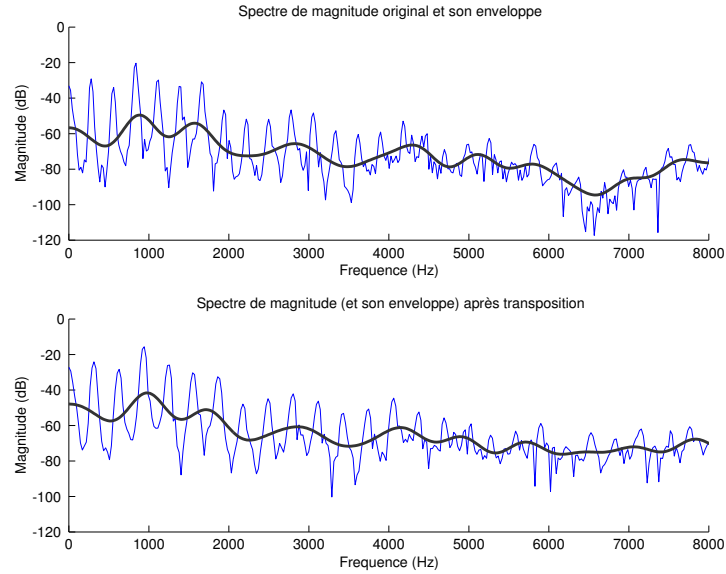 Spectre de magnitude original et son enveloppe
0
-20
-40
-60
-80
-100
-120
Magnitude (dB)
0 1000 2000 3000 4000 5000 6000 7000 8000
Frequence (Hz)
Spectre de magnitude (et son enveloppe) après transposition
0
-20
-40
-60
-80
-100
-120
Magnitude (dB)
0 1000 2000 3000 4000 5000 6000 7000 8000
Frequence (Hz)